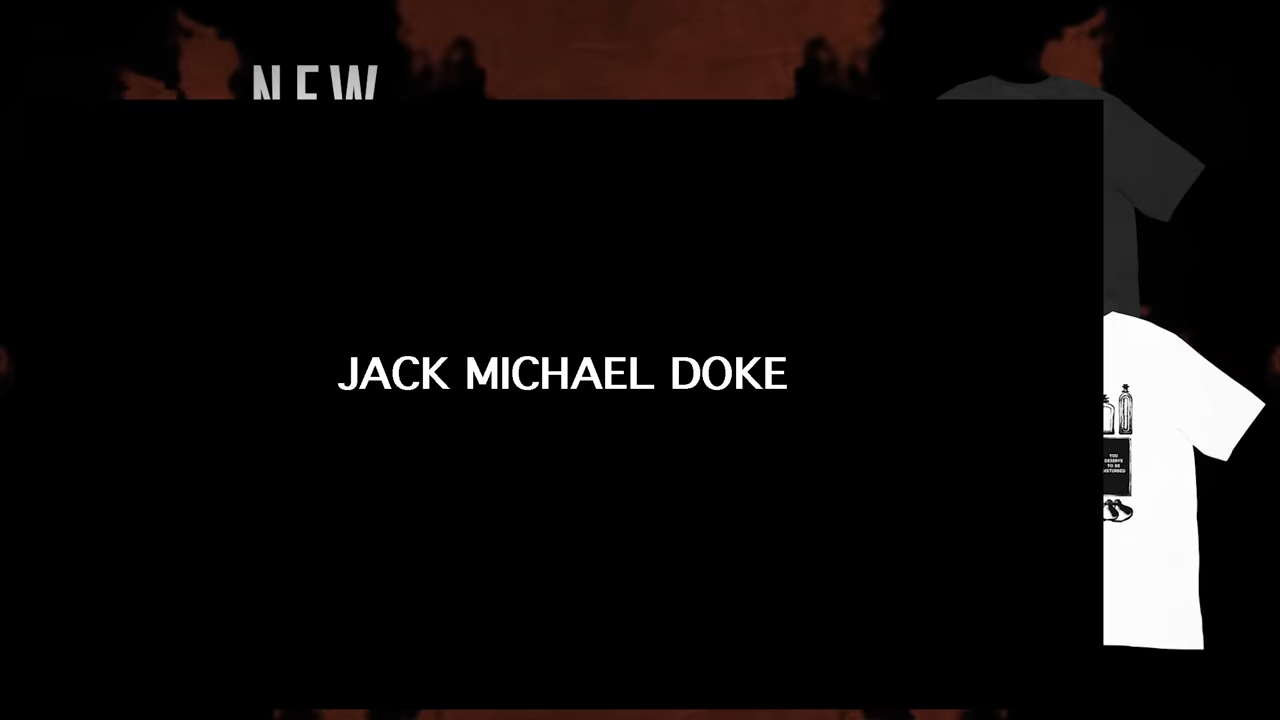 NEW
JACK MICHAEL DOKE
YOU
DESERVE
TO BE
DISTURBED